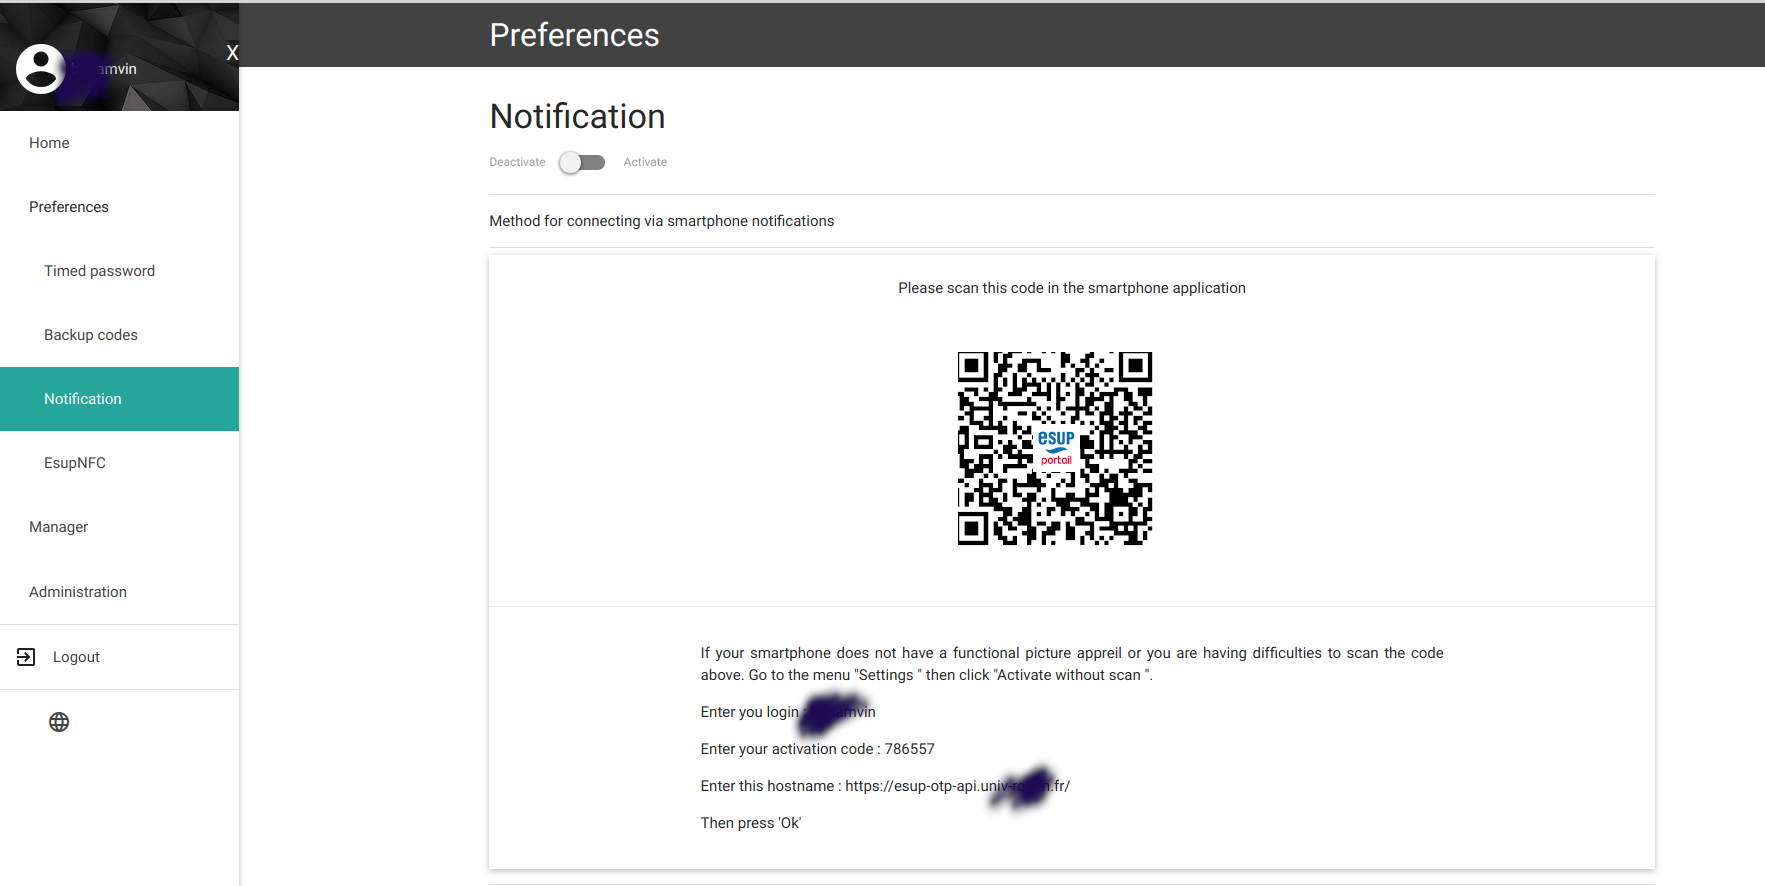 Preferences
X
amvin
Home
Preferences
Timed password
Backup codes
Notification
EsupNFC
Manager
Administration
Logout
Notification
Deactivate Activate
Method for connecting via smartphone notifications
Please scan this code in the smartphone application
esup
portail
If your smartphone does not have a functional picture appreil or you are having difficulties to scan the code
above. Go to the menu "Settings " then click "Activate without scan ".
Enter you login : mvin
Enter your activation code : 786557
Enter this hostname : https://esup-otp-api.univ- .fr/
Then press 'Ok'